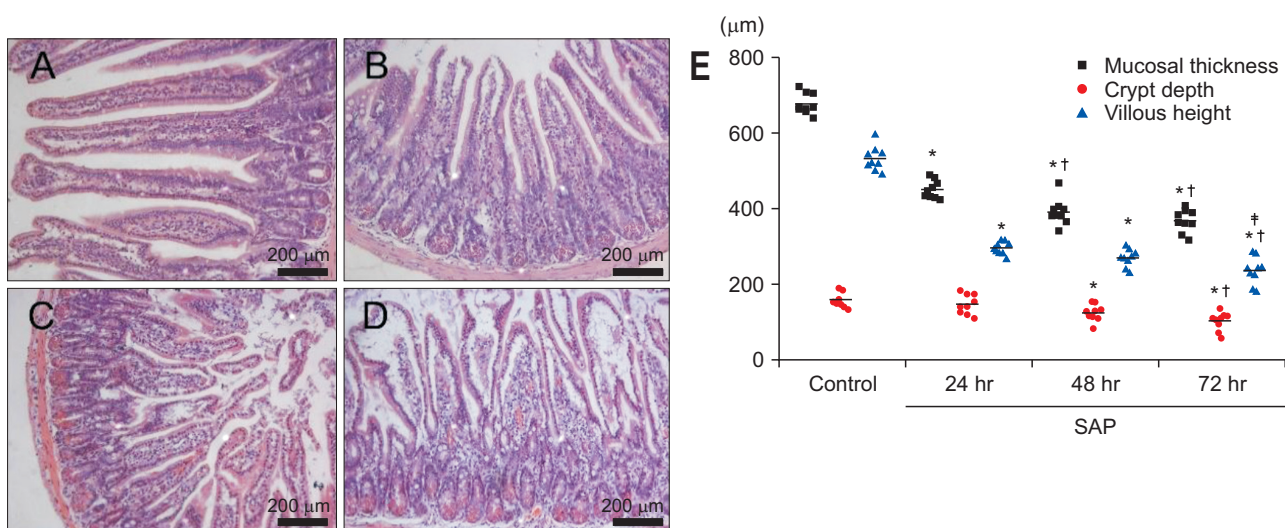 A
200 μm
B
200 μm
C
200 μm
D
200 μm
E
(μm)
800
600
400
200
0
Mucosal thickness
Crypt depth
Villous height
*
*
* †
*
*
* †
* †
ǂ
* †
Control
24 hr
48 hr
72 hr
SAP